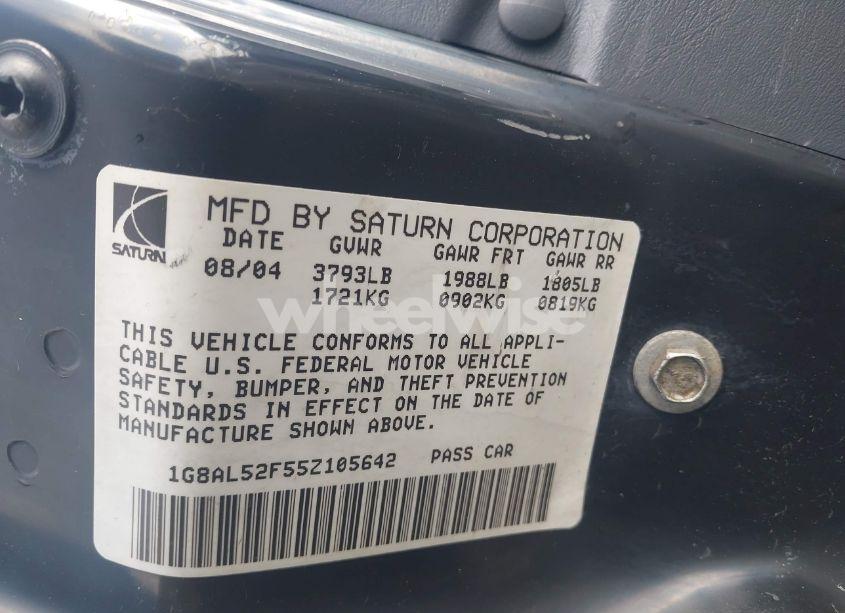 SATURN
MFD BY SATURN CORPORATION
DATE GVWR GAWR FRT GAWR RR
08/04 3793LB 1988LB 1805LB
1721KG 0902KG 0819KG
wheelwise
THIS VEHICLE CONFORMS TO ALL APPLI-
CABLE U.S. FEDERAL MOTOR VEHICLE
SAFETY, BUMPER, AND THEFT PREVENTION
STANDARDS IN EFFECT ON THE DATE OF
MANUFACTURE SHOWN ABOVE.
1G8AL52F55Z105642 PASS CAR